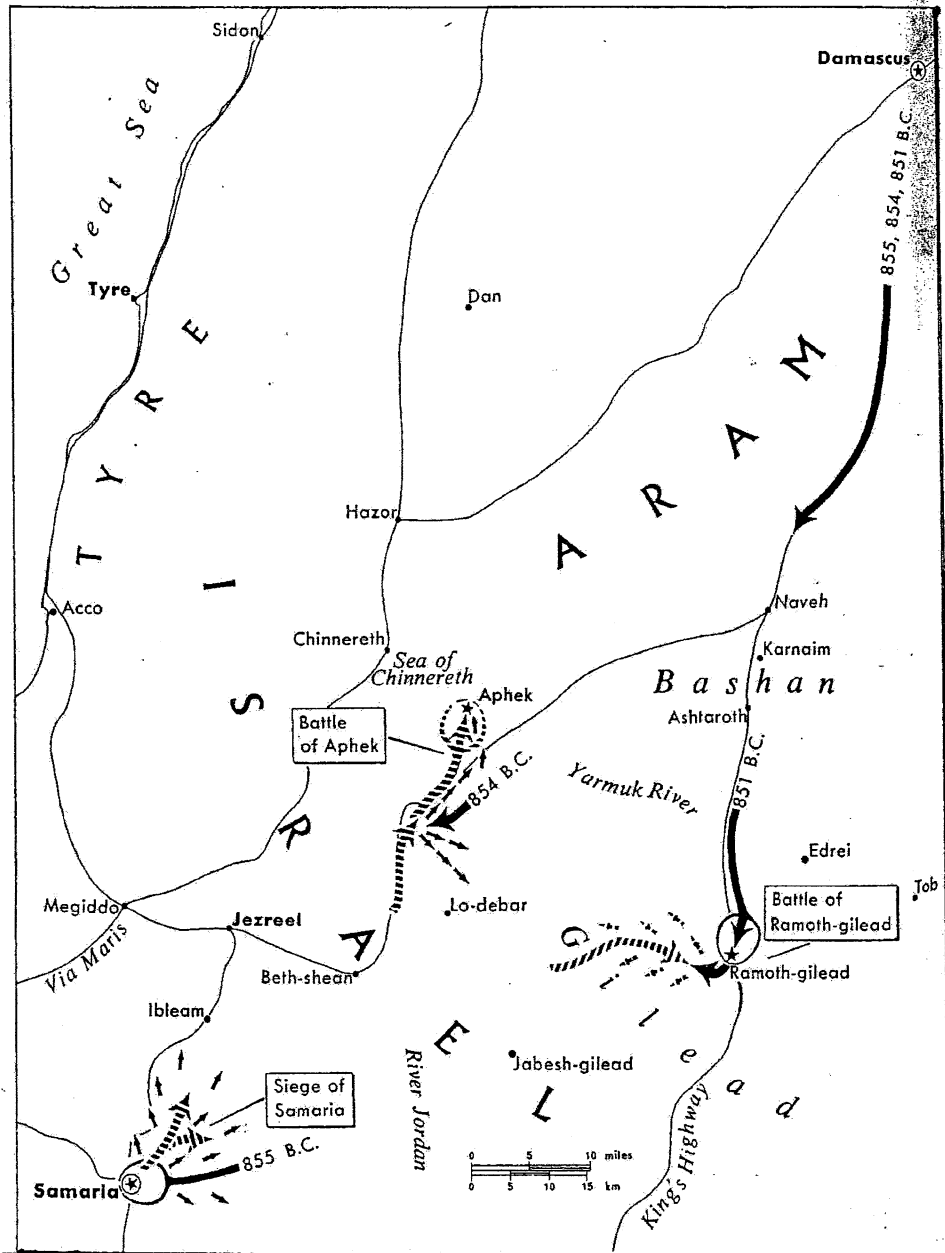 Sidon
Damascus
Great Sea
855, 854, 851 B.C.
Tyre
Dan
TYRE
ARAM
Hazor
ISRAEL
Acco
Naveh
Chinnereth
Karnaim
Sea of
Chinnereth
Bashan
Aphek
Ashtaroth
Battle
of Aphek
854 B.C.
Yarmuk River
851 B.C.
Edrei
Tob
Megiddo
Lo-debar
Battle of
Ramoth-gilead
Jezreel
Via Maris
Gilead
Beth-shean
Ramoth-gilead
Ibleam
River Jordan
Jabesh-gilead
Siege of
Samaria
King's Highway
0 5 10 miles
0 5 10 15 km
855 B.C.
Samaria